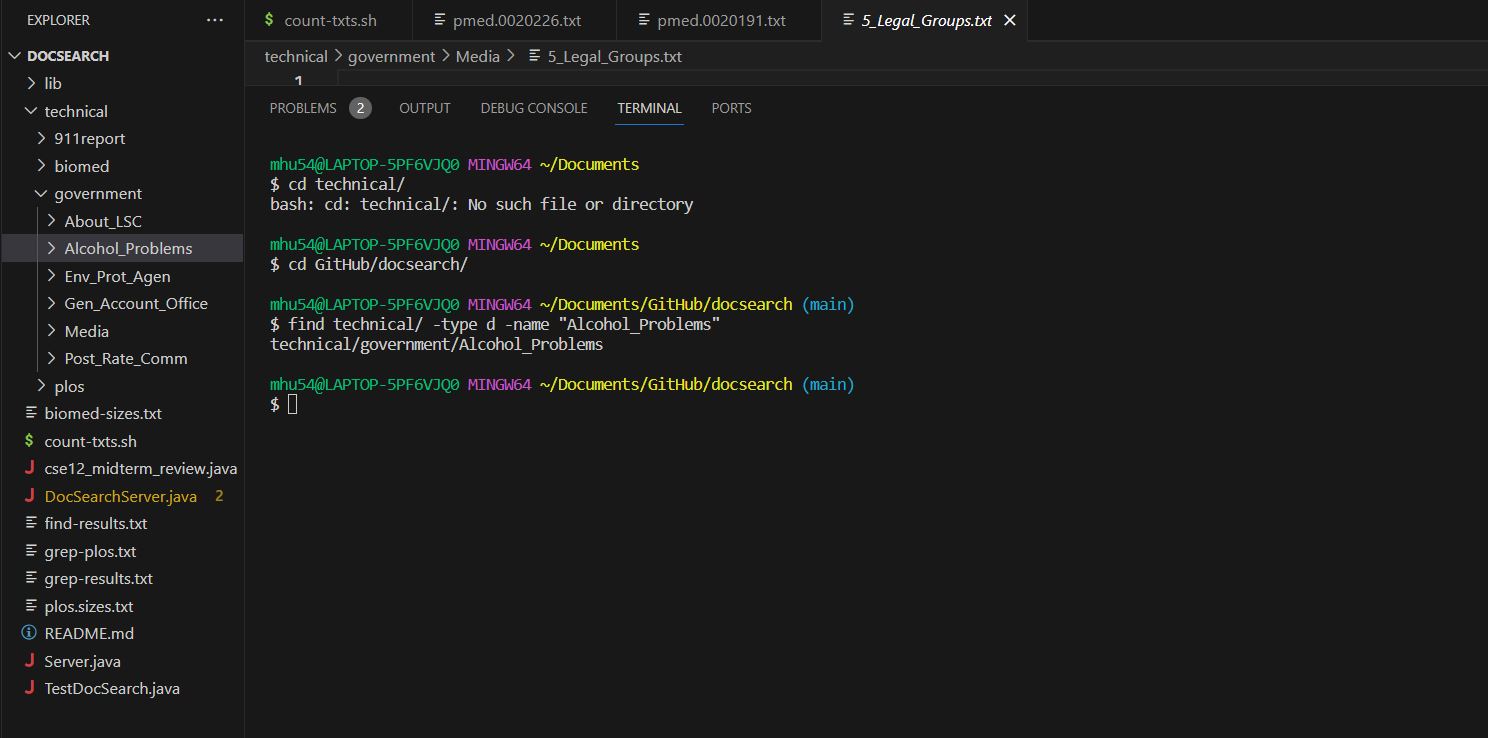 EXPLORER ···
DOCSEARCH
lib
technical
911report
biomed
government
About_LSC
Alcohol_Problems
Env_Prot_Agen
Gen_Account_Office
Media
Post_Rate_Comm
plos
biomed-sizes.txt
$ count-txts.sh
J cse12_midterm_review.java
J DocSearchServer.java 2
find-results.txt
grep-plos.txt
grep-results.txt
plos.sizes.txt
README.md
J Server.java
J TestDocSearch.java
$ count-txts.sh pmed.0020226.txt pmed.0020191.txt 5_Legal_Groups.txt
technical > government > Media > 5_Legal_Groups.txt
1
PROBLEMS 2 OUTPUT DEBUG CONSOLE TERMINAL PORTS
mhu54@LAPTOP-5PF6VJQ0 MINGW64 ~/Documents
$ cd technical/
bash: cd: technical/: No such file or directory
mhu54@LAPTOP-5PF6VJQ0 MINGW64 ~/Documents
$ cd GitHub/docsearch/
mhu54@LAPTOP-5PF6VJQ0 MINGW64 ~/Documents/GitHub/docsearch (main)
$ find technical/ -type d -name "Alcohol_Problems"
technical/government/Alcohol_Problems
mhu54@LAPTOP-5PF6VJQ0 MINGW64 ~/Documents/GitHub/docsearch (main)
$